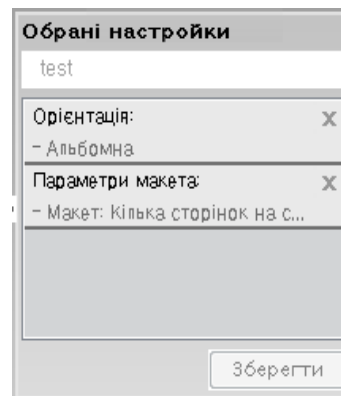 Обрані настройки
test
Орієнтація:
x
- Альбомна
Параметри макета:
x
- Макет: Кілька сторінок на с...
Зберегти